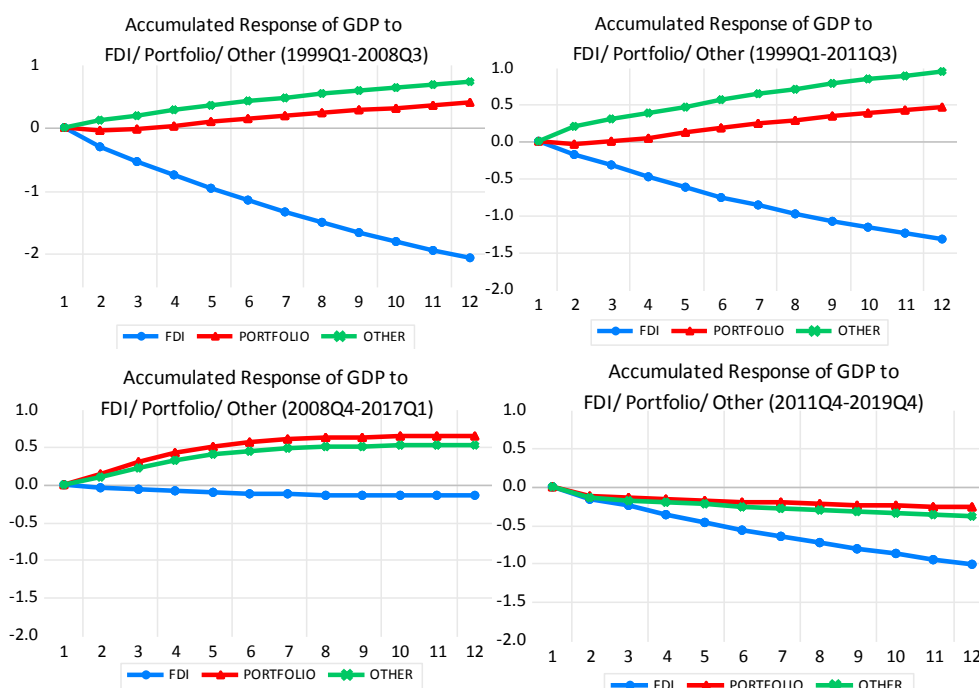 Accumulated Response of GDP to
FDI/ Portfolio/ Other (1999Q1-2008Q3)
1
0
-1
-2
1 2 3 4 5 6 7 8 9 10 11 12
FDI PORTFOLIO OTHER
Accumulated Response of GDP to
FDI/ Portfolio/ Other (1999Q1-2011Q3)
1.0
0.5
0.0
-0.5
-1.0
-1.5
-2.0
1 2 3 4 5 6 7 8 9 10 11 12
FDI PORTFOLIO OTHER
Accumulated Response of GDP to
FDI/ Portfolio/ Other (2008Q4-2017Q1)
1.0
0.5
0.0
-0.5
-1.0
-1.5
-2.0
1 2 3 4 5 6 7 8 9 10 11 12
FDI PORTFOLIO OTHER
Accumulated Response of GDP to
FDI/ Portfolio/ Other (2011Q4-2019Q4)
1.0
0.5
0.0
-0.5
-1.0
-1.5
-2.0
1 2 3 4 5 6 7 8 9 10 11 12
FDI PORTFOLIO OTHER